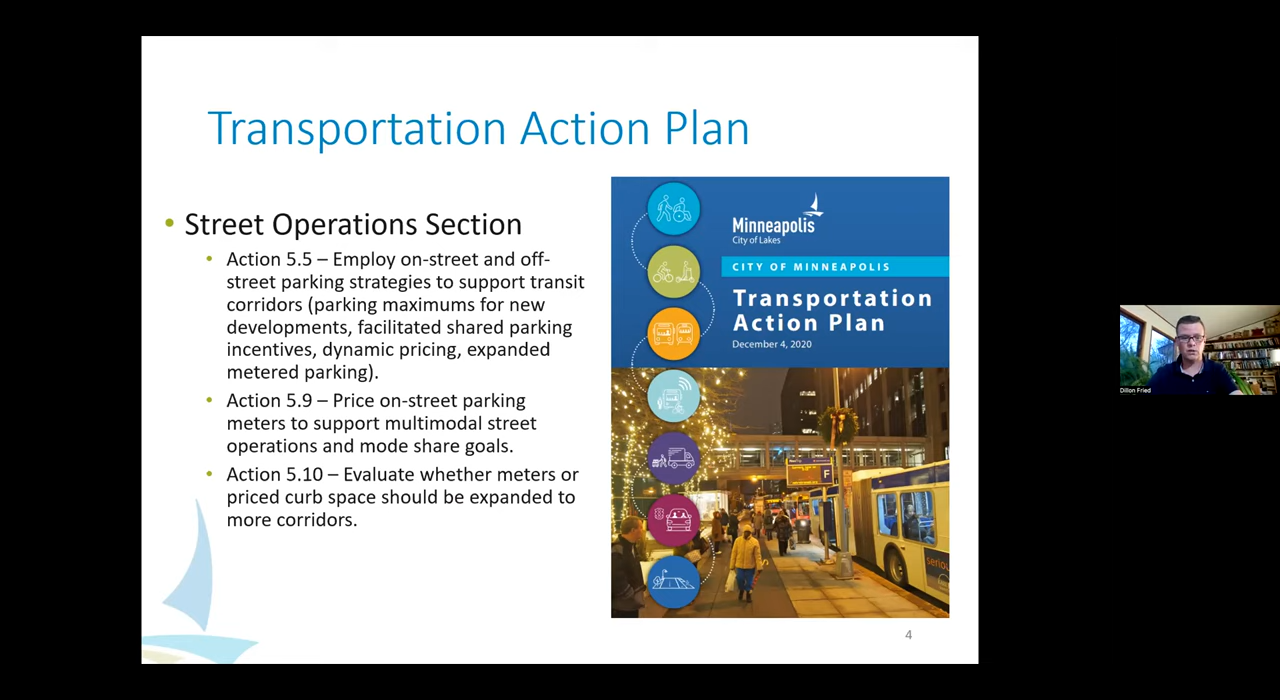 Transportation Action Plan
• Street Operations Section
• Action 5.5 – Employ on-street and off-
street parking strategies to support transit
corridors (parking maximums for new
developments, facilitated shared parking
incentives, dynamic pricing, expanded
metered parking).
• Action 5.9 – Price on-street parking
meters to support multimodal street
operations and mode share goals.
• Action 5.10 – Evaluate whether meters or
priced curb space should be expanded to
more corridors.
Minneapolis
City of Lakes
CITY OF MINNEAPOLIS
Transportation
Action Plan
December 4, 2020
F
4
Dillon Fried